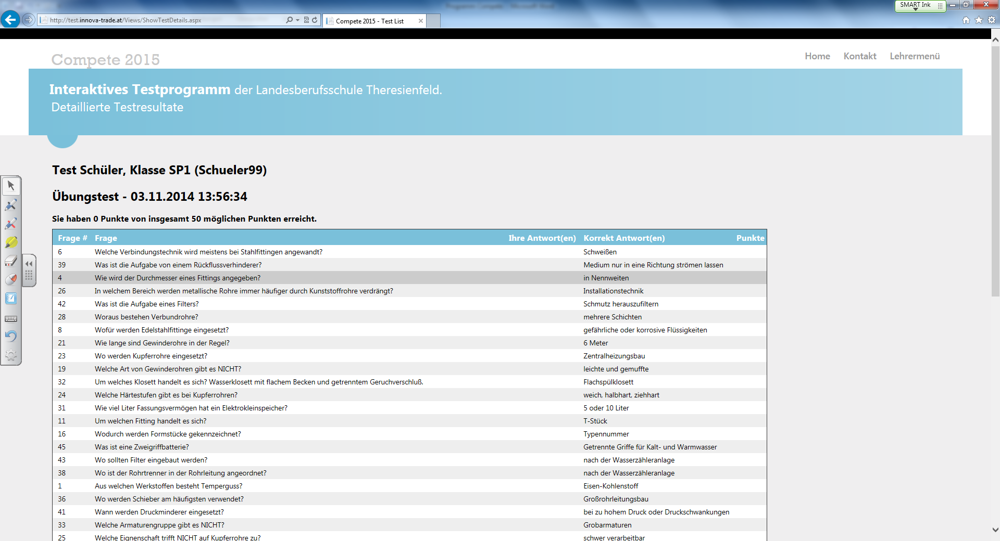 SMART Ink
http://test.innova-trade.at/Views/ShowTestDetails.aspx
Compete 2015 - Test List
Compete 2015
Home Kontakt Lehrermenü
Interaktives Testprogramm der Landesberufsschule Theresienfeld.
Detaillierte Testresultate
Test Schüler, Klasse SP1 (Schueler99)
Übungstest - 03.11.2014 13:56:34
Sie haben 0 Punkte von insgesamt 50 möglichen Punkten erreicht.
Frage # Frage Ihre Antwort(en) Korrekt Antwort(en) Punkte
6 Welche Verbindungstechnik wird meistens bei Stahlfittingen angewandt? Schweißen
39 Was ist die Aufgabe von einem Rückflussverhinderer? Medium nur in eine Richtung strömen lassen
4 Wie wird der Durchmesser eines Fittings angegeben? in Nennweiten
26 In welchem Bereich werden metallische Rohre immer häufiger durch Kunststoffrohre verdrängt? Installationstechnik
42 Was ist die Aufgabe eines Filters? Schmutz herauszufiltern
28 Woraus bestehen Verbundrohre? mehrere Schichten
8 Wofür werden Edelstahlfittinge eingesetzt? gefährliche oder korrosive Flüssigkeiten
21 Wie lange sind Gewinderohre in der Regel? 6 Meter
23 Wo werden Kupferrohre eingesetzt? Zentralheizungsbau
19 Welche Art von Gewinderohren gibt es NICHT? leichte und gemuffte
32 Um welches Klosett handelt es sich? Wasserklosett mit flachem Becken und getrenntem Geruchverschluß. Flachspülklosett
24 Welche Härtestufen gibt es bei Kupferrohren? weich, halbhart, ziehhart
31 Wie viel Liter Fassungsvermögen hat ein Elektrokleinspeicher? 5 oder 10 Liter
11 Um welchen Fitting handelt es sich? T-Stück
16 Wodurch werden Formstücke gekennzeichnet? Typennummer
45 Was ist eine Zweigriffbatterie? Getrennte Griffe für Kalt- und Warmwasser
43 Wo sollten Filter eingebaut werden? nach der Wasserzähleranlage
38 Wo ist der Rohrtrenner in der Rohrleitung angeordnet? nach der Wasserzähleranlage
1 Aus welchen Werkstoffen besteht Temperguss? Eisen-Kohlenstoff
36 Wo werden Schieber am häufigsten verwendet? Großrohrleitungsbau
41 Wann werden Druckminderer eingesetzt? bei zu hohem Druck oder Druckschwankungen
33 Welche Armaturengruppe gibt es NICHT? Grobarmaturen
25 Welche Eignenschaft trifft NICHT auf Kupferrohre zu? schwer verarbeitbar